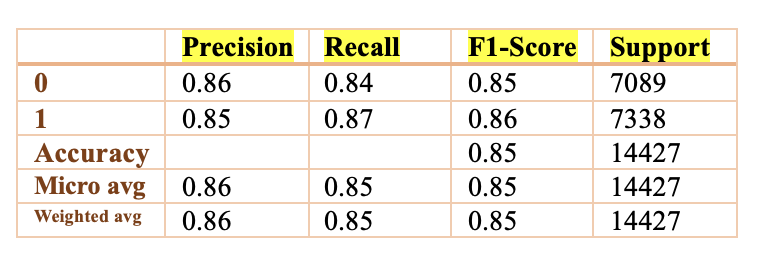 Precision Recall F1-Score Support
0 0.86 0.84 0.85 7089
1 0.85 0.87 0.86 7338
Accuracy 0.85 14427
Micro avg 0.86 0.85 0.85 14427
Weighted avg 0.86 0.85 0.85 14427